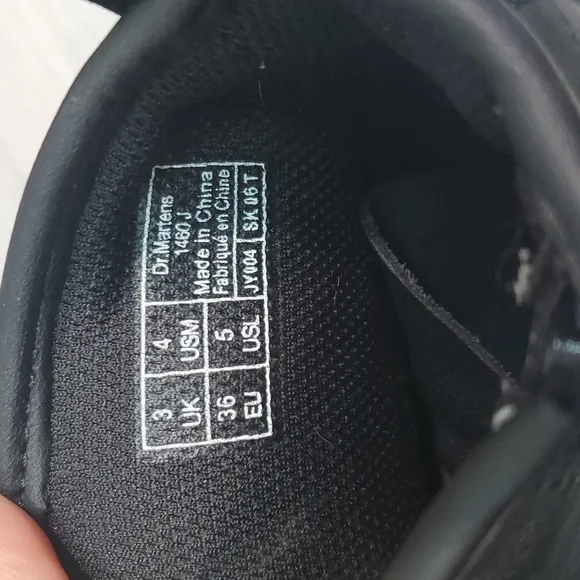 Dr.Martens
1460 J
Made in China
Fabriqué en Chine
JY004 SK 06 T
4 USM
5 USL
3 UK
36 EU